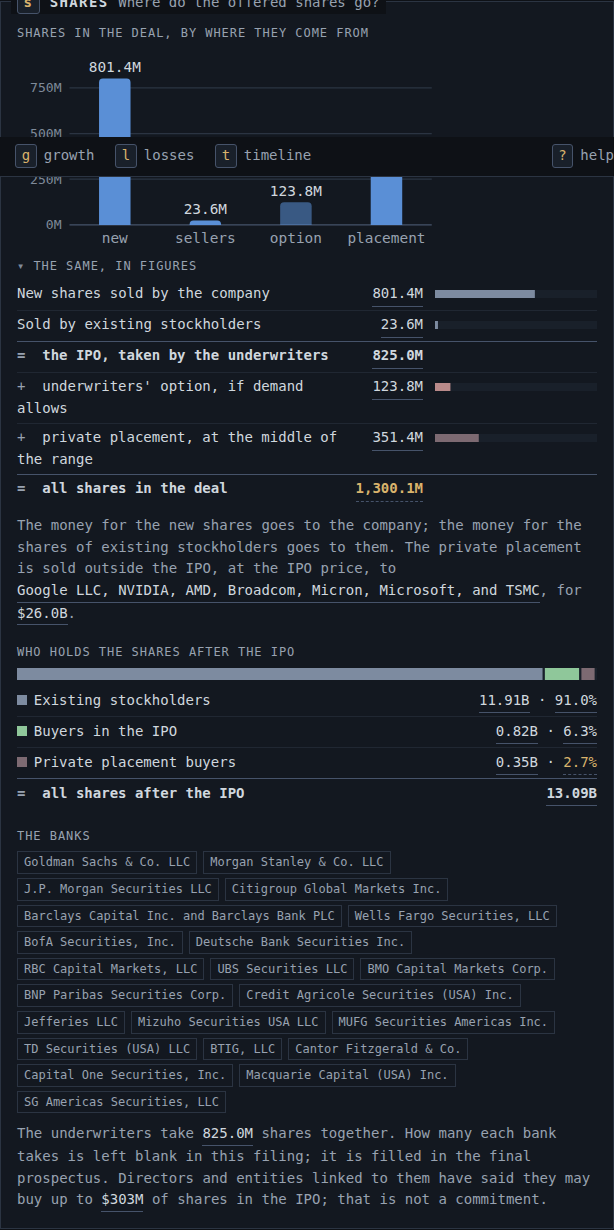 s SHARES Where do the offered shares go?
SHARES IN THE DEAL, BY WHERE THEY COME FROM
801.4M
750M
500M
g growth l losses t timeline ? help
250M
123.8M
23.6M
0M
new sellers option placement
▾ THE SAME, IN FIGURES
New shares sold by the company 801.4M
Sold by existing stockholders 23.6M
= the IPO, taken by the underwriters 825.0M
+ underwriters' option, if demand 123.8M
allows
+ private placement, at the middle of 351.4M
the range
= all shares in the deal 1,300.1M
The money for the new shares goes to the company; the money for the
shares of existing stockholders goes to them. The private placement
is sold outside the IPO, at the IPO price, to
Google LLC, NVIDIA, AMD, Broadcom, Micron, Microsoft, and TSMC, for
$26.0B.
WHO HOLDS THE SHARES AFTER THE IPO
Existing stockholders 11.91B · 91.0%
Buyers in the IPO 0.82B · 6.3%
Private placement buyers 0.35B · 2.7%
= all shares after the IPO 13.09B
THE BANKS
Goldman Sachs & Co. LLC Morgan Stanley & Co. LLC
J.P. Morgan Securities LLC Citigroup Global Markets Inc.
Barclays Capital Inc. and Barclays Bank PLC Wells Fargo Securities, LLC
BofA Securities, Inc. Deutsche Bank Securities Inc.
RBC Capital Markets, LLC UBS Securities LLC BMO Capital Markets Corp.
BNP Paribas Securities Corp. Credit Agricole Securities (USA) Inc.
Jefferies LLC Mizuho Securities USA LLC MUFG Securities Americas Inc.
TD Securities (USA) LLC BTIG, LLC Cantor Fitzgerald & Co.
Capital One Securities, Inc. Macquarie Capital (USA) Inc.
SG Americas Securities, LLC
The underwriters take 825.0M shares together. How many each bank
takes is left blank in this filing; it is filled in the final
prospectus. Directors and entities linked to them have said they may
buy up to $303M of shares in the IPO; that is not a commitment.